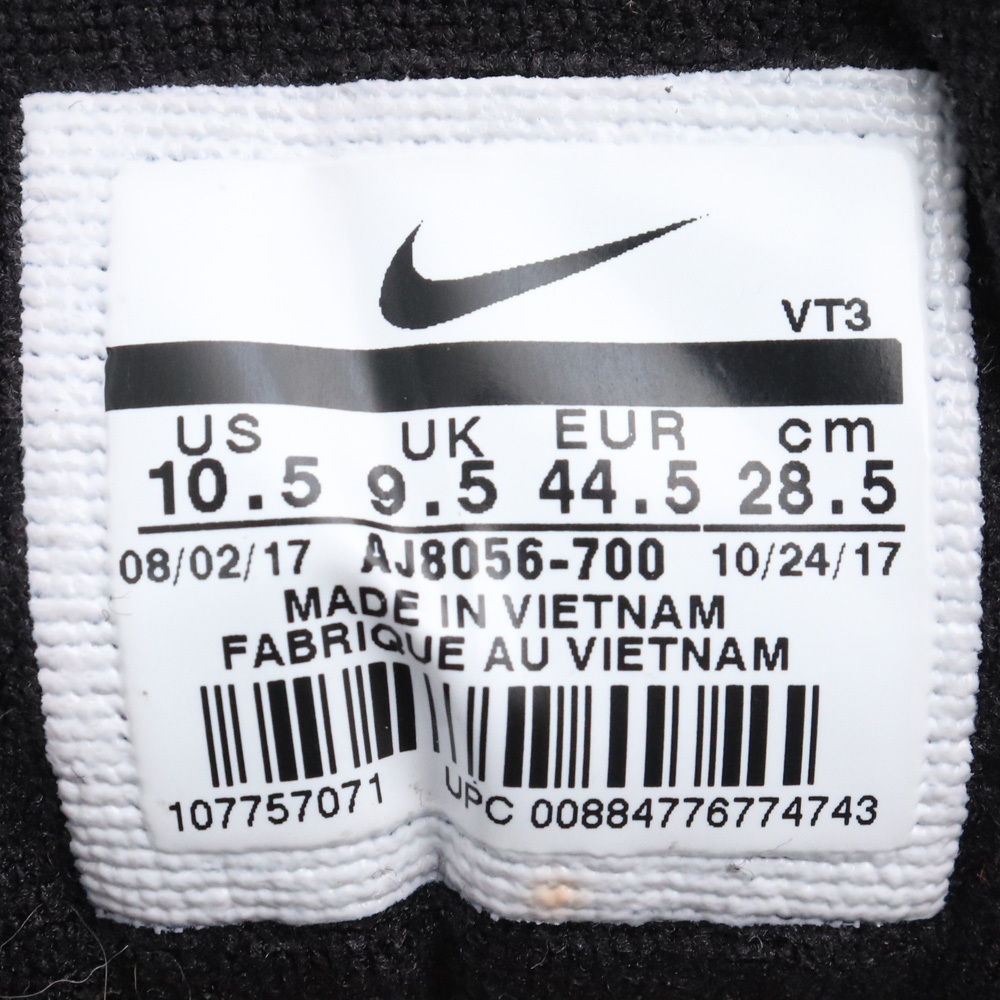 VT3
US UK EUR cm
10.5 9.5 44.5 28.5
08/02/17 AJ8056-700 10/24/17
MADE IN VIETNAM
FABRIQUE AU VIETNAM
107757071 UPC 00884776774743